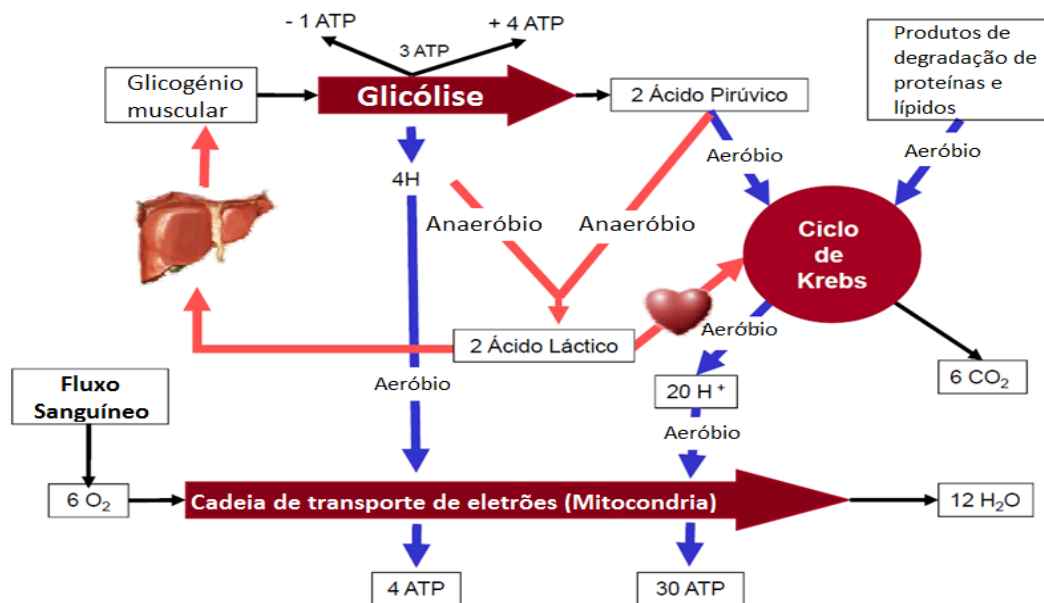 - 1 ATP
+ 4 ATP
3 ATP
Glicogénio
muscular
Glicólise
2 Ácido Pirúvico
Produtos de
degradação de
proteínas e
lípidos
4H
Aeróbio
Aeróbio
Anaeróbio
Anaeróbio
Ciclo
de
Krebs
2 Ácido Láctico
Aeróbio
Aeróbio
6 CO₂
20 H⁺
Aeróbio
Fluxo
Sanguíneo
6 O₂
Cadeia de transporte de eletrões (Mitocondria)
12 H₂O
4 ATP
30 ATP